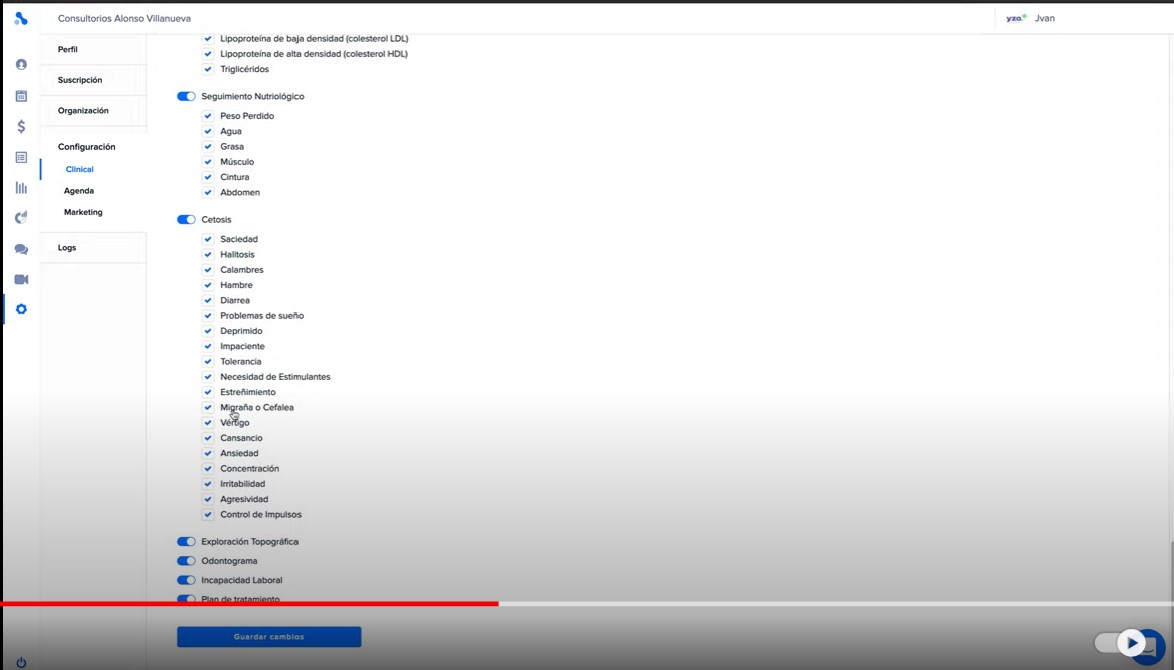 Consultorios Alonso Villanueva
yza
Jvan
Perfil
Suscripción
Organización
Configuración
Clinical
Agenda
Marketing
Logs
Lipoproteína de baja densidad (colesterol LDL)
Lipoproteína de alta densidad (colesterol HDL)
Triglicéridos
Seguimiento Nutriológico
Peso Perdido
Agua
Grasa
Músculo
Cintura
Abdomen
Cetosis
Saciedad
Halitosis
Calambres
Hambre
Diarrea
Problemas de sueño
Deprimido
Impaciente
Tolerancia
Necesidad de Estimulantes
Estreñimiento
Migraña o Cefalea
Vértigo
Cansancio
Ansiedad
Concentración
Irritabilidad
Agresividad
Control de Impulsos
Exploración Topográfica
Odontograma
Incapacidad Laboral
Plan de tratamiento
Guardar cambios